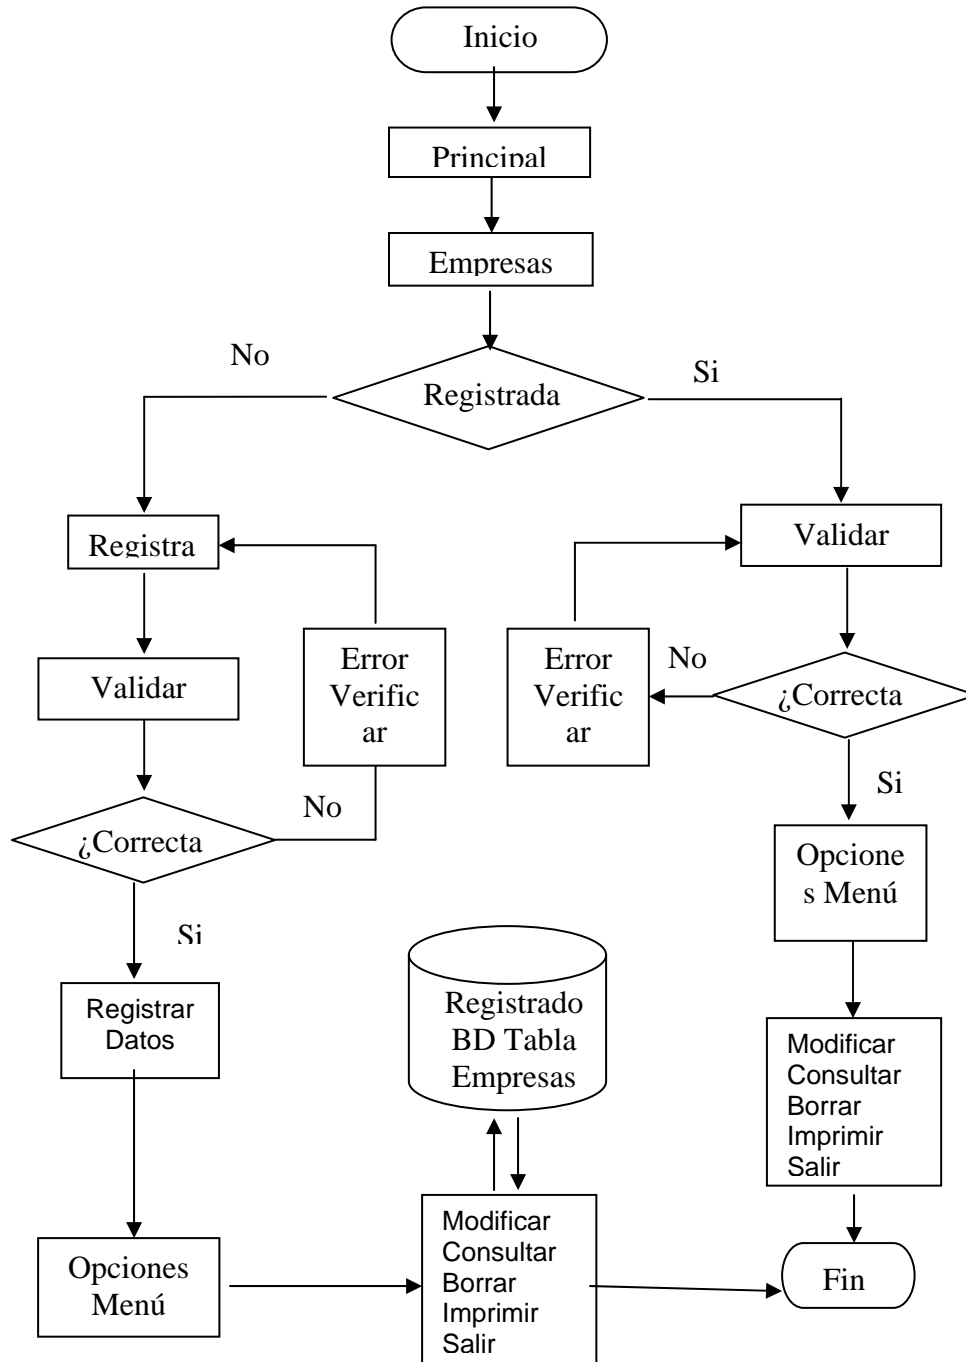 Inicio
Principal
Empresas
No
Si
Registrada
Registra
Validar
Error
Verific
ar
Error
Verific
ar
No
¿Correcta
Validar
No
¿Correcta
Si
Opcione
s Menú
Si
Registrar
Datos
Registrado
BD Tabla
Empresas
Modificar
Consultar
Borrar
Imprimir
Salir
Opciones
Menú
Modificar
Consultar
Borrar
Imprimir
Salir
Fin